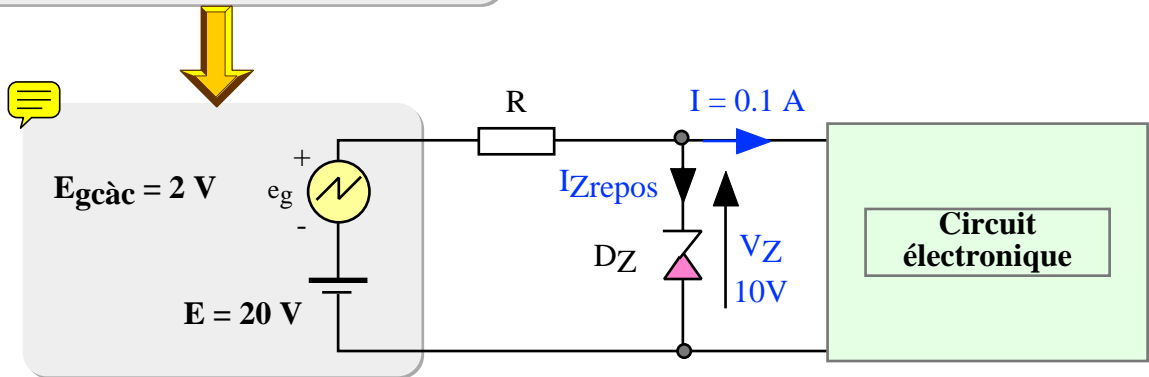 R
I = 0.1 A
+
Egcàc = 2 V
eg
-
IZrepos
DZ
VZ
10V
Circuit
électronique
E = 20 V